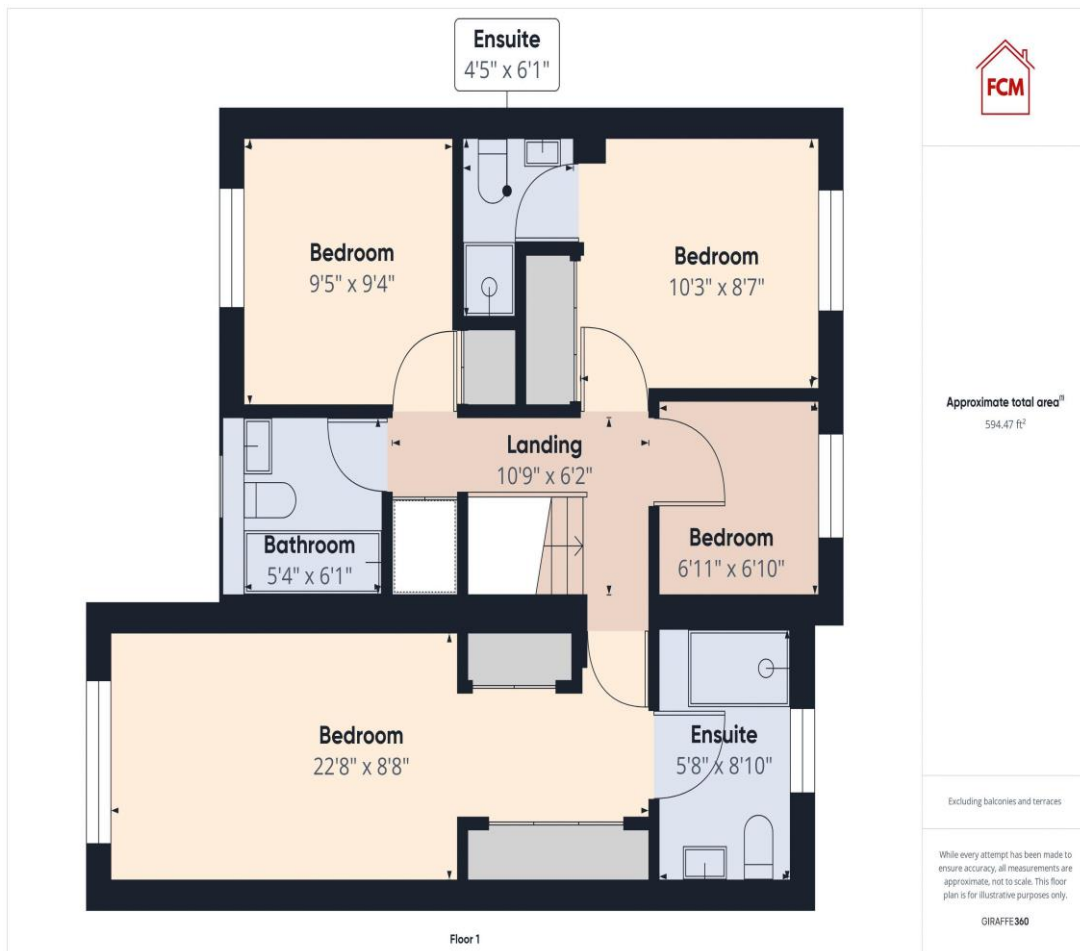 Ensuite
4'5" x 6'1"
FCM
Bedroom
9'5" x 9'4"
Bedroom
10'3" x 8'7"
Approximate total area⁽¹⁾
594.47 ft²
Landing
10'9" x 6'2"
Bathroom
5'4" x 6'1"
Bedroom
6'11" x 6'10"
Bedroom
22'8" x 8'8"
Ensuite
5'8" x 8'10"
Excluding balconies and terraces
While every attempt has been made to
ensure accuracy, all measurements are
approximate, not to scale. This floor
plan is for illustrative purposes only.
GIRAFFE360
Floor 1